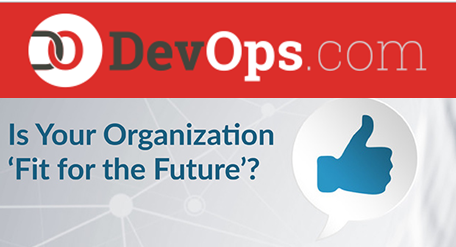 DevOps.com
Is Your Organization
‘Fit for the Future’?